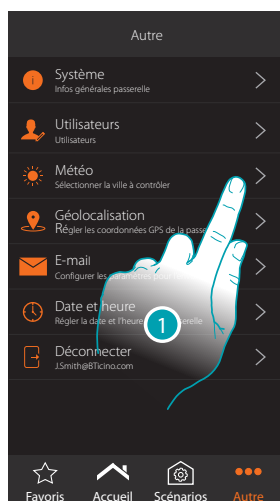 Autre
Système
Infos générales passerelle
Utilisateurs
Utilisateurs
Météo
Sélectionner la ville à contrôler
Géolocalisation
Régler les coordonnées GPS de la passe
E-mail
Configurer les paramètres pour
Date et heure
Régler la date et l'heure
Déconnecter
J.Smith@BTicino.com
1
Favoris
Accueil
Scénarios
Autre